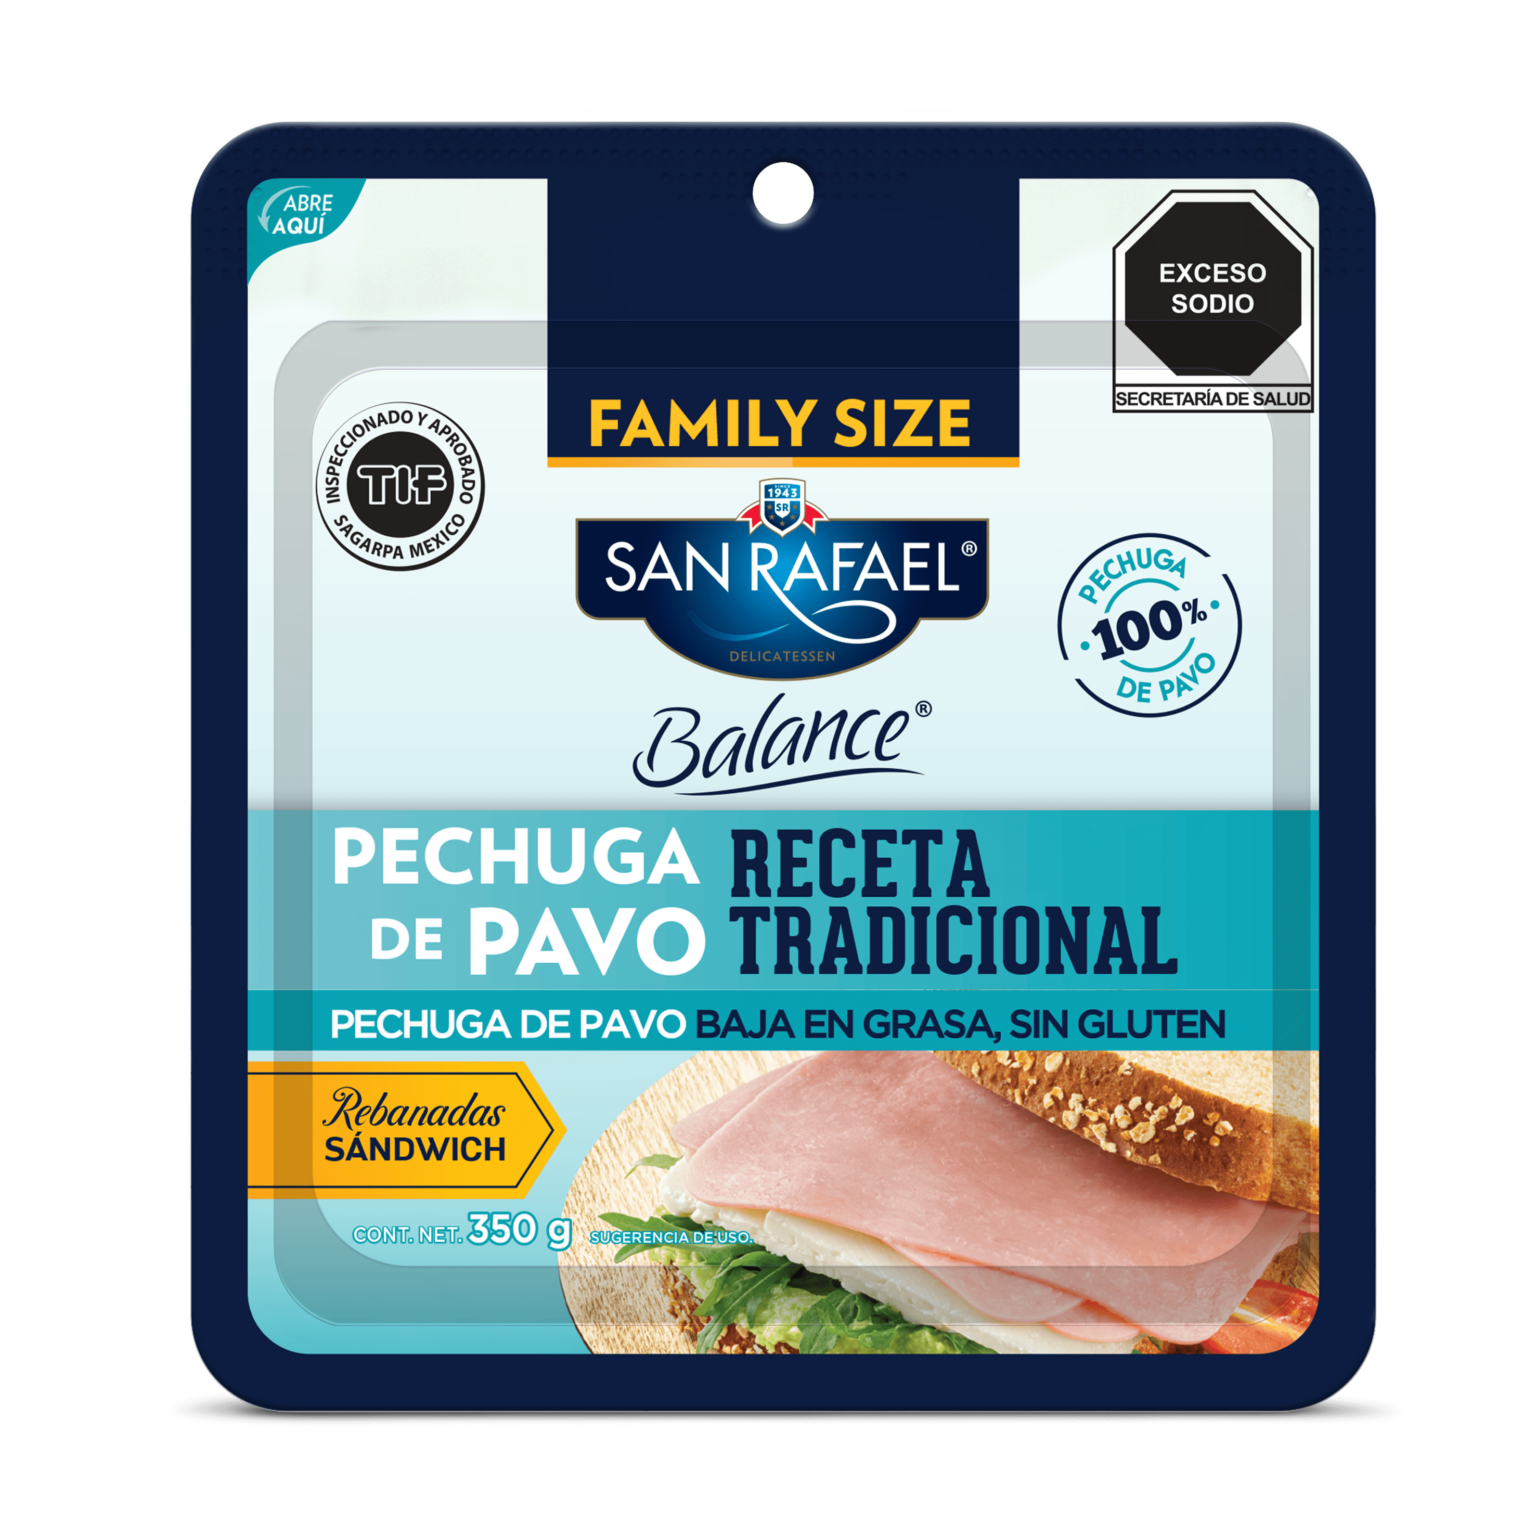 ABRE
AQUÍ
EXCESO
SODIO
SECRETARÍA DE SALUD
FAMILY SIZE
INSPECCIONADO Y APROBADO
TIF
SAGARPA MEXICO
SINCE
1943
SR
SAN RAFAEL®
DELICATESSEN
Balance®
PECHUGA
100%
DE PAVO
PECHUGA
DE PAVO
RECETA
TRADICIONAL
PECHUGA DE PAVO BAJA EN GRASA, SIN GLUTEN
Rebanadas
SÁNDWICH
CONT. NET. 350 g
SUGERENCIA DE USO.